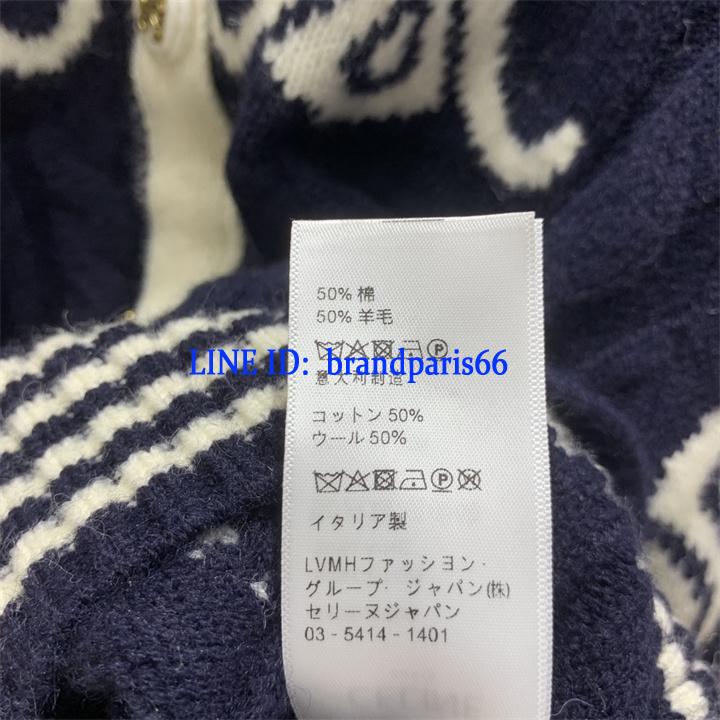 50% 棉
50% 羊毛
LINE ID: brandparis66
意大利制造
コットン 50%
ウール 50%
イタリア製
LVMHファッション・
グループ・ジャパン(株)
セリーヌジャパン
03 - 5414 - 1401